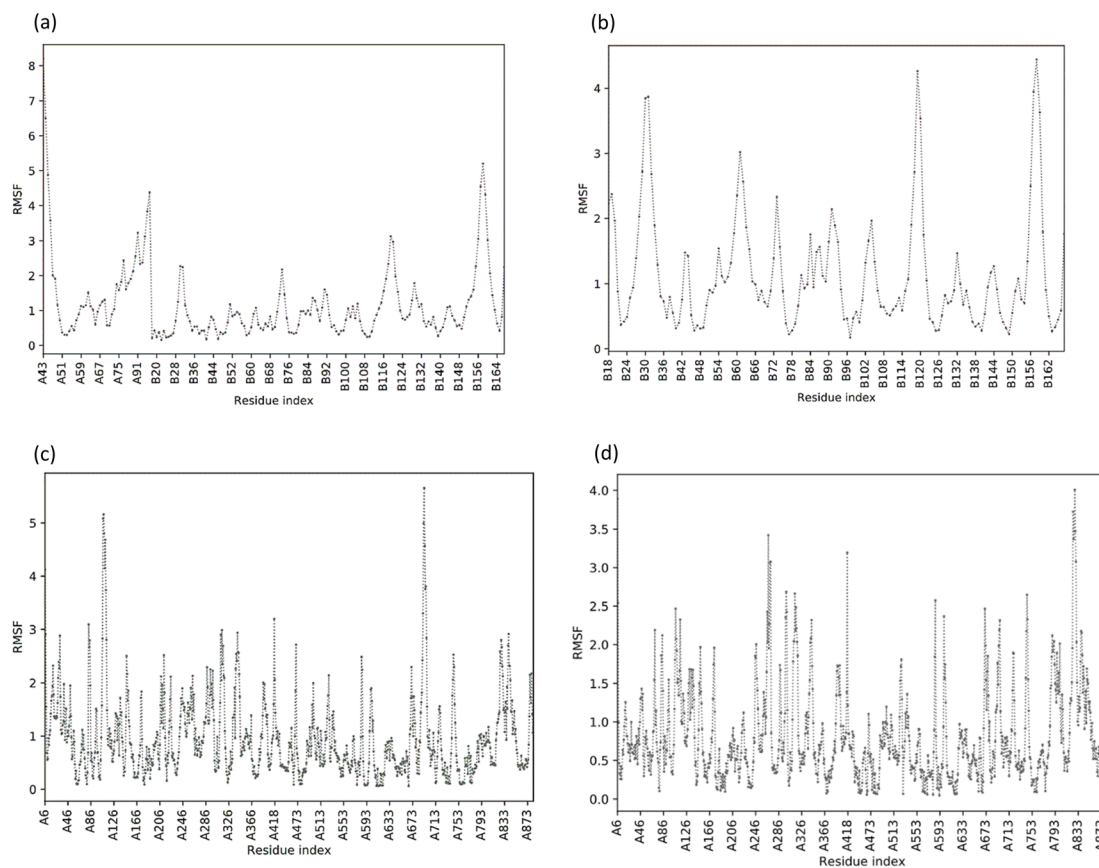 (a)
RMSF
8
7
6
5
4
3
2
1
0
A43 A51 A59 A67 A75 A91 B20 B28 B36 B44 B52 B60 B68 B76 B84 B92 B100 B108 B116 B124 B132 B140 B148 B156 B164
Residue index
(b)
RMSF
4
3
2
1
0
B18 B24 B30 B36 B42 B48 B54 B60 B66 B72 B78 B84 B90 B96 B102 B108 B114 B120 B126 B132 B138 B144 B150 B156 B162
Residue index
(c)
RMSF
5
4
3
2
1
0
A6 A46 A86 A126 A166 A206 A246 A286 A326 A366 A418 A473 A513 A553 A593 A633 A673 A713 A753 A793 A833 A873
Residue index
(d)
RMSF
4.0
3.5
3.0
2.5
2.0
1.5
1.0
0.5
0.0
A6 A46 A86 A126 A166 A206 A246 A286 A326 A366 A418 A473 A513 A553 A593 A633 A673 A713 A753 A793 A833
Residue index